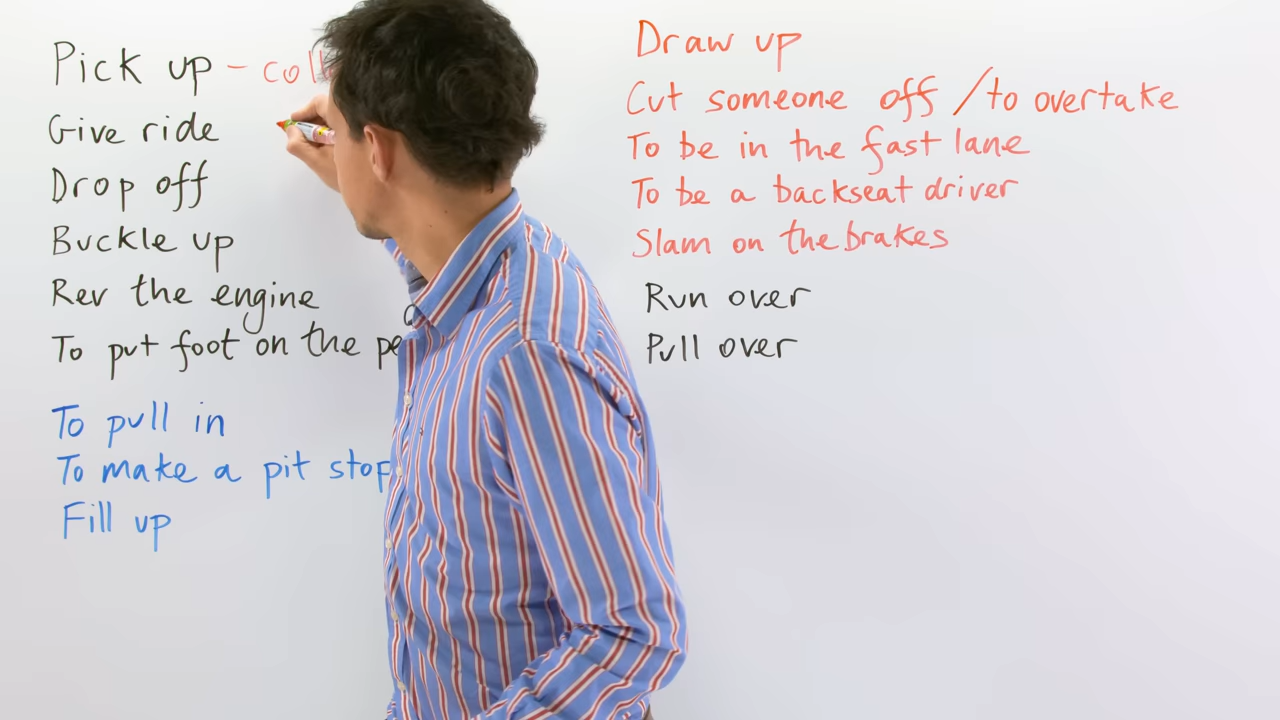 Pick up -
Give ride
Drop off
Buckle up
Rev the engine
To put foot on the
To pull in
To make a pit stop
Fill up
Draw up
Cut someone off / to overtake
To be in the fast lane
To be a backseat driver
Slam on the brakes
Run over
Pull over